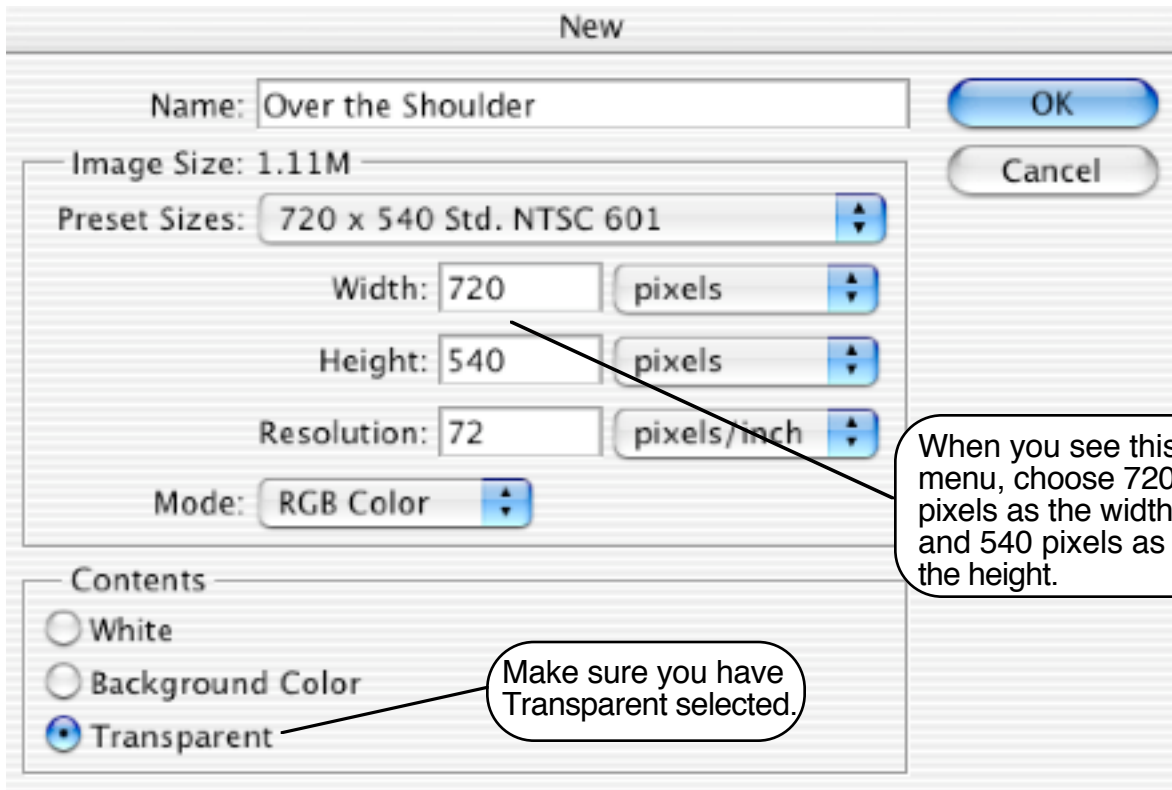 New
Name: Over the Shoulder
OK
Image Size: 1.11M
Cancel
Preset Sizes: 720 x 540 Std. NTSC 601
Width: 720 pixels
Height: 540 pixels
Resolution: 72 pixels/inch
Mode: RGB Color
When you see this
menu, choose 720
pixels as the width
and 540 pixels as
the height.
Contents
White
Background Color
Transparent
Make sure you have
Transparent selected.